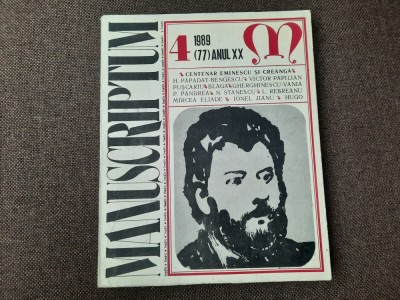 MANUSCRIPTUM
4 1989
(77) ANUL XX
M
CENTENAR EMINESCU ȘI CREANGĂ
H. PAPADAT-BENGESCU VICTOR PAPILIAN
PUȘCARIU BLAGA GHERGHINESCU-VANIA
P. PANDREA N. STĂNESCU L. REBREANU
MIRCEA ELIADE IONEL JIANU HUGO